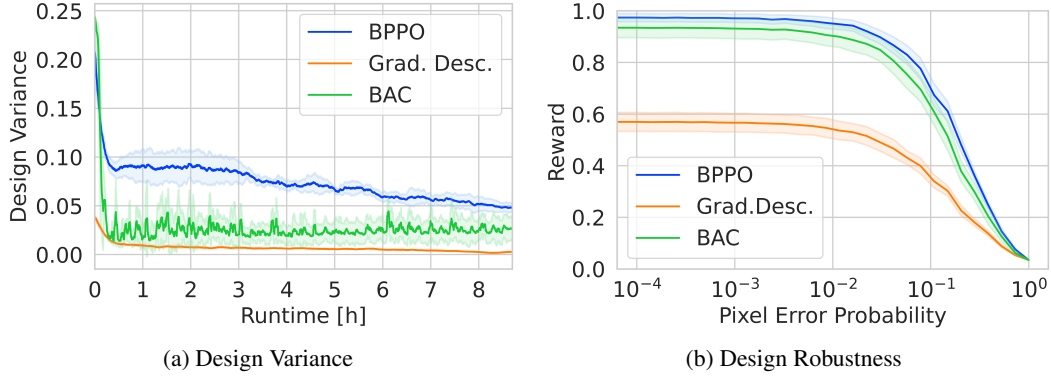 Design Variance
0.25
0.20
0.15
0.10
0.05
0.00
BPPO
Grad. Desc.
BAC
0 1 2 3 4 5 6 7 8
Runtime [h]
(a) Design Variance
Reward
1.0
0.8
0.6
0.4
0.2
0.0
BPPO
Grad.Desc.
BAC
10⁻⁴ 10⁻³ 10⁻² 10⁻¹ 10⁰
Pixel Error Probability
(b) Design Robustness